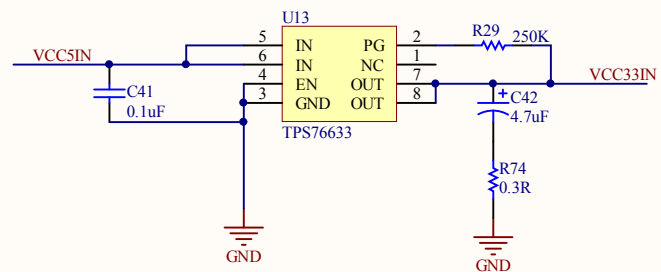 U13
R29 250K
5 IN PG 2
VCC5IN 6 IN NC 1
4 EN OUT 7 VCC33IN
3 GND OUT 8
C41
0.1uF
C42
4.7uF
TPS76633
R74
0.3R
GND
GND